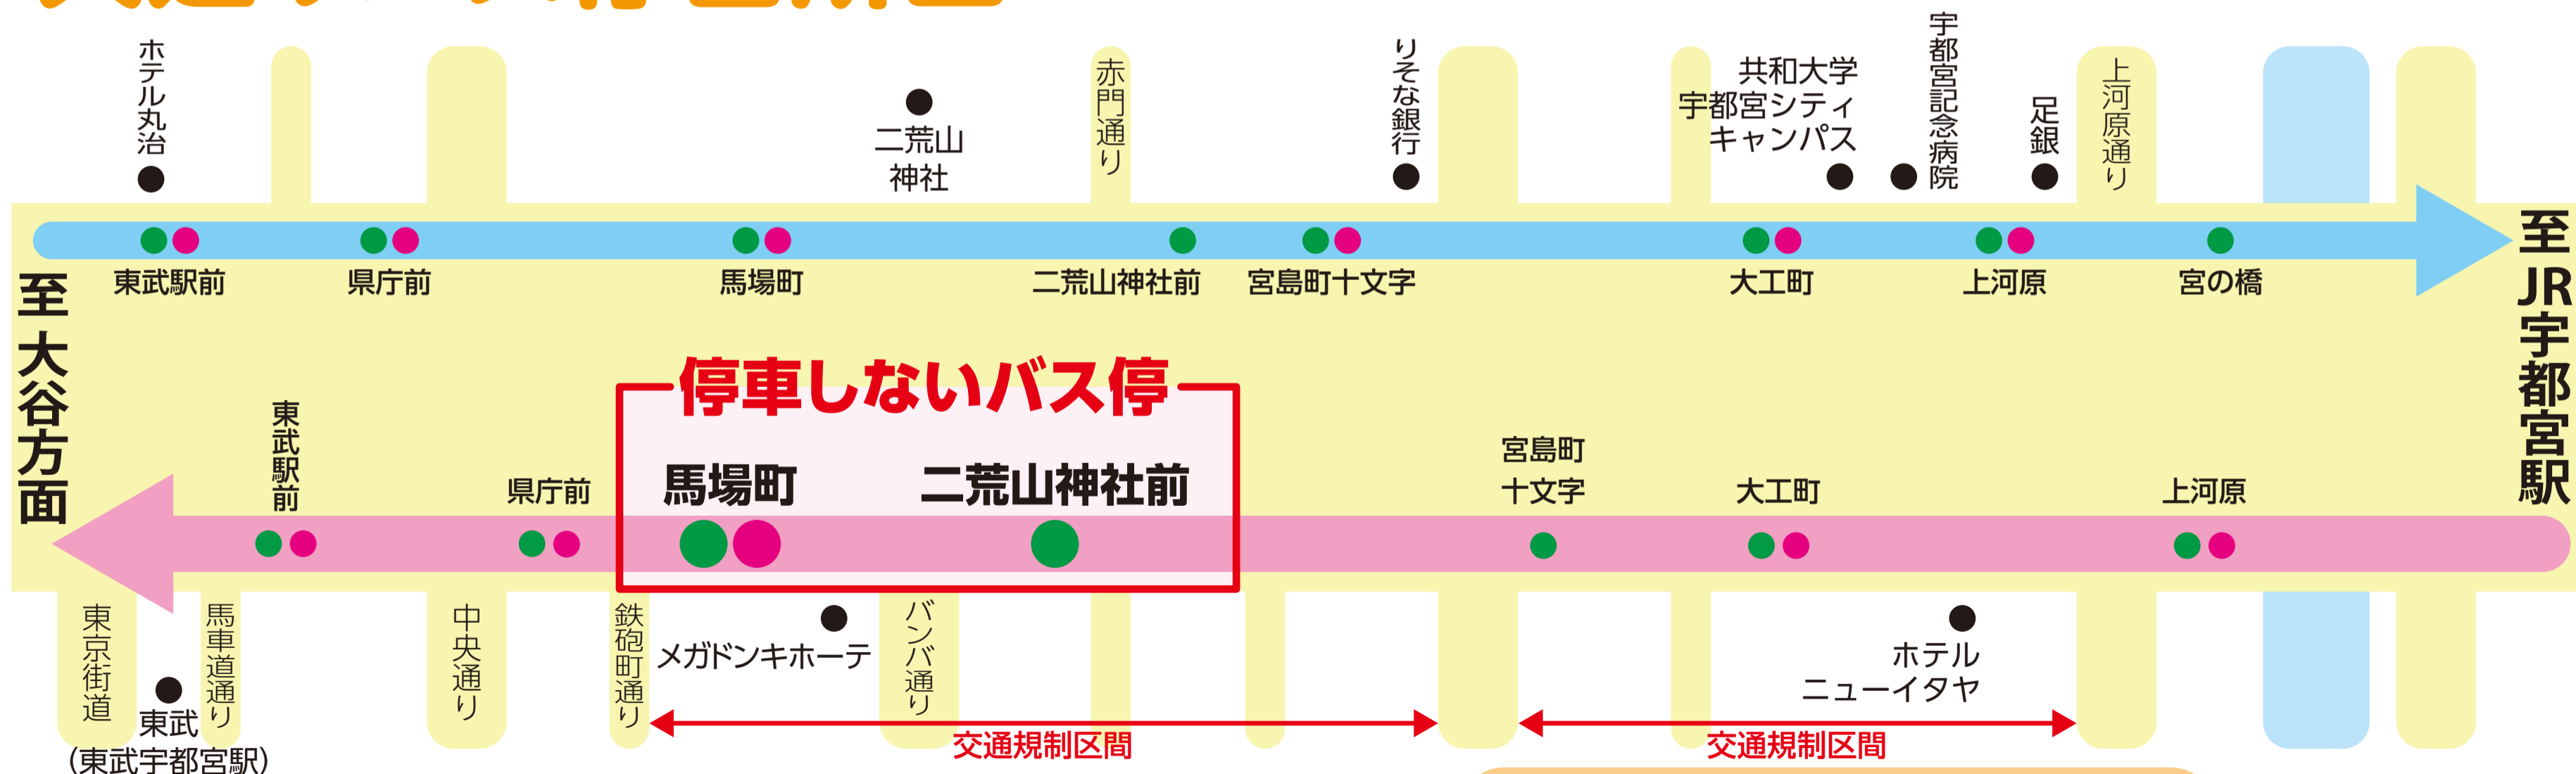 ホテル丸治
二荒山
神社
赤門通り
りそな銀行
共和大学
宇都宮シティ
キャンパス
宇都宮記念病院
足銀
上河原通り
東武駅前
県庁前
馬場町
二荒山神社前
宮島町十文字
大工町
上河原
宮の橋
至 大谷方面
至 JR宇都宮駅
停車しないバス停
東武駅前
県庁前
馬場町
二荒山神社前
宮島町
十文字
大工町
上河原
東京街道
馬車道通り
中央通り
鉄砲町通り
メガドンキホーテ
バンバ通り
ホテル
ニューイタヤ
東武
(東武宇都宮駅)
交通規制区間
交通規制区間